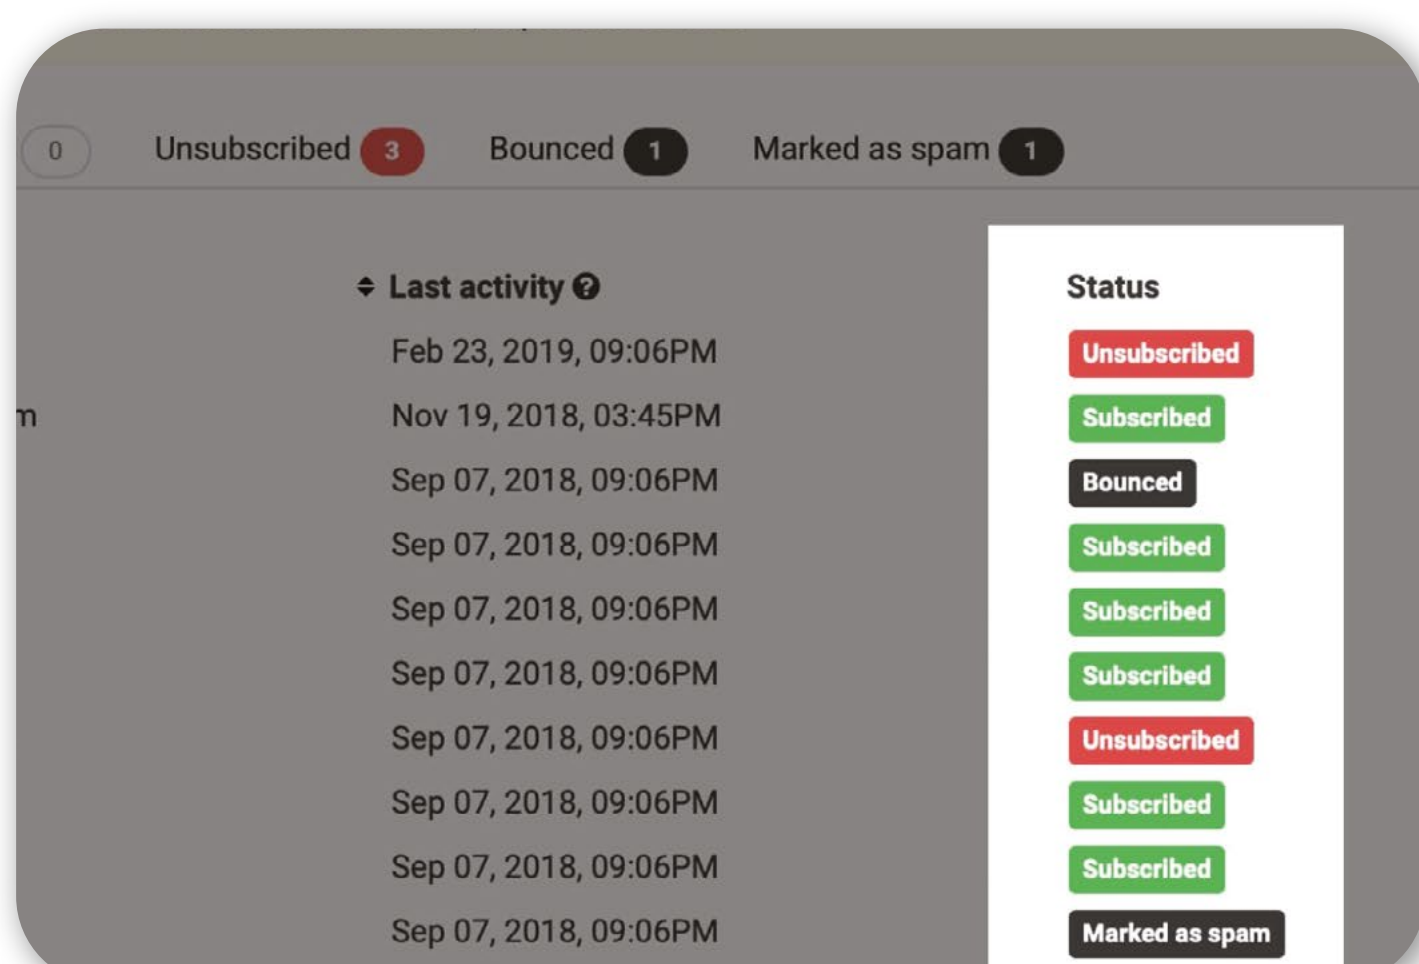 0 Unsubscribed 3 Bounced 1 Marked as spam 1
Last activity Status
Feb 23, 2019, 09:06PM Unsubscribed
m Nov 19, 2018, 03:45PM Subscribed
Sep 07, 2018, 09:06PM Bounced
Sep 07, 2018, 09:06PM Subscribed
Sep 07, 2018, 09:06PM Subscribed
Sep 07, 2018, 09:06PM Subscribed
Sep 07, 2018, 09:06PM Unsubscribed
Sep 07, 2018, 09:06PM Subscribed
Sep 07, 2018, 09:06PM Subscribed
Sep 07, 2018, 09:06PM Marked as spam